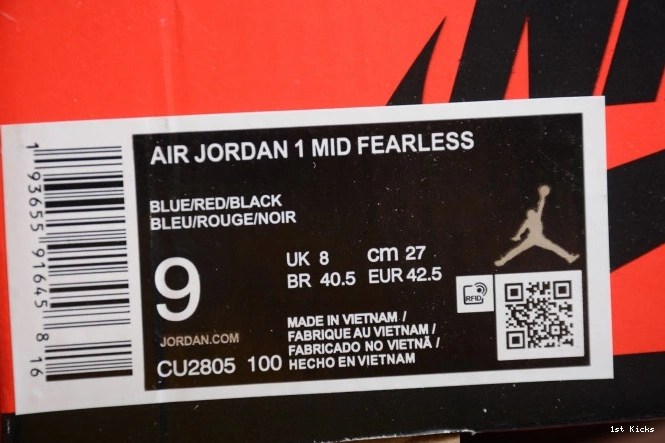 AIR JORDAN 1 MID FEARLESS
BLUE/RED/BLACK
BLEU/ROUGE/NOIR
9
UK 8 cm 27
BR 40.5 EUR 42.5
RFID
JORDAN.COM
CU2805 100
MADE IN VIETNAM /
FABRIQUE AU VIETNAM /
FABRICADO NO VIETNÃ /
HECHO EN VIETNAM
1 93655 91645 8 16
1st Kicks